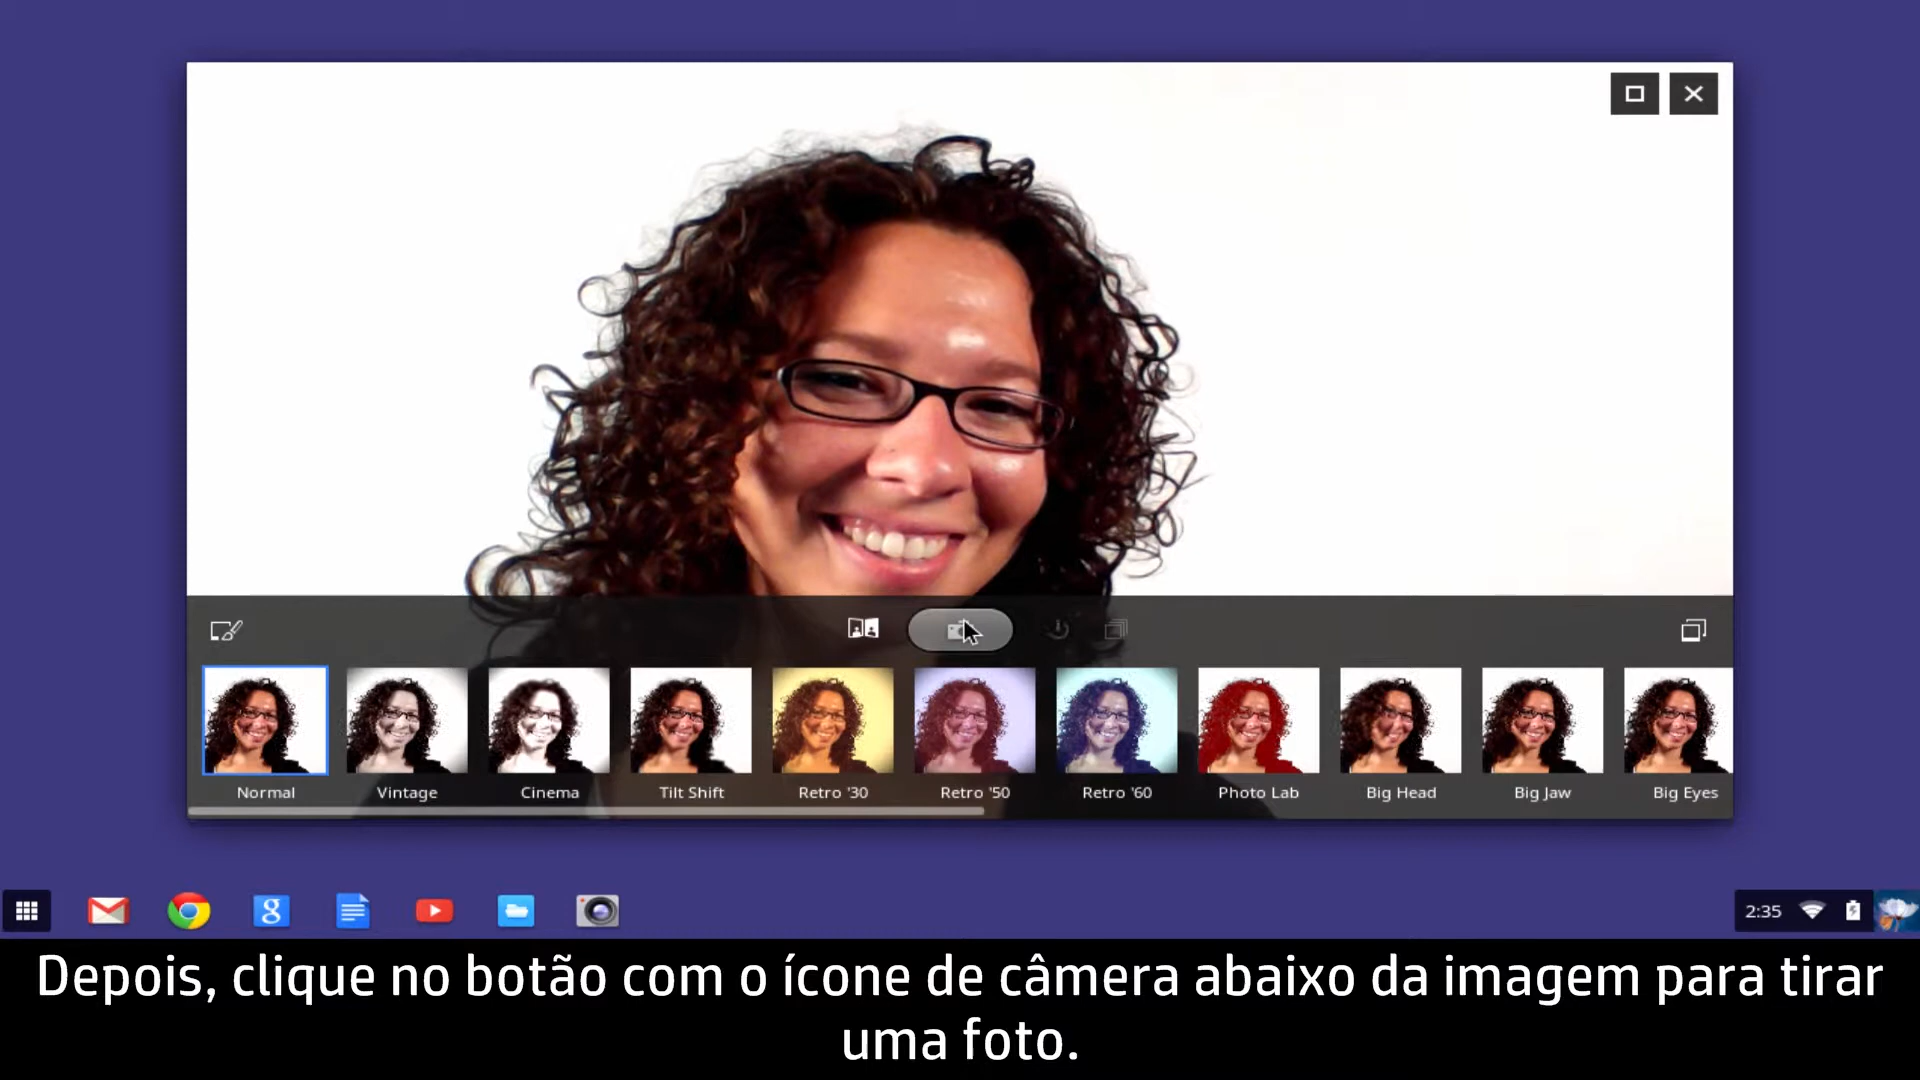 Normal
Vintage
Cinema
Tilt Shift
Retro '30
Retro '50
Retro '60
Photo Lab
Big Head
Big Jaw
Big Eyes
g
2:35
Depois, clique no botão com o ícone de câmera abaixo da imagem para tirar
uma foto.